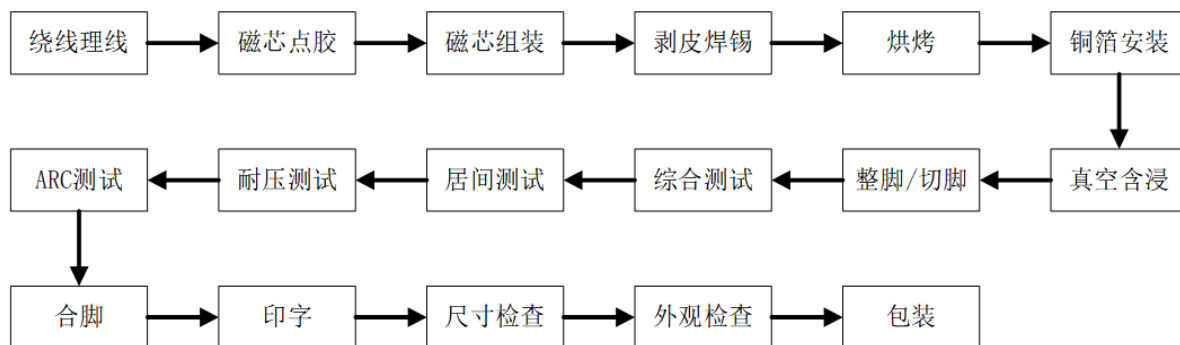 绕线理线
磁芯点胶
磁芯组装
剥皮焊锡
烘烤
铜箔安装
真空含浸
整脚/切脚
综合测试
居间测试
耐压测试
ARC测试
合脚
印字
尺寸检查
外观检查
包装